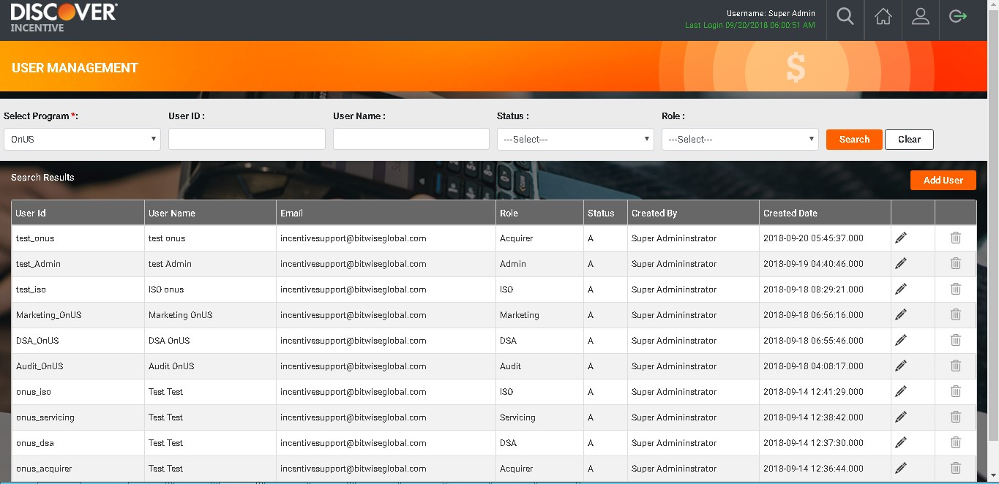 DISCOVER
INCENTIVE
Username: Super Admin
Last Login 09/20/2018 06:00:51 AM
USER MANAGEMENT
$
Select Program *: User ID : User Name : Status : Role :
OnUS ---Select--- ---Select--- Search Clear
Search Results
Add User
User Id User Name Email Role Status Created By Created Date
test_onus test onus incentivesupport@bitwiseglobal.com Acquirer A Super Admininstrator 2018-09-20 05:45:37.000
test_Admin test Admin incentivesupport@bitwiseglobal.com Admin A Super Admininstrator 2018-09-19 04:40:46.000
test_iso ISO onus incentivesupport@bitwiseglobal.com ISO A Super Admininstrator 2018-09-18 08:29:21.000
Marketing_OnUS Marketing OnUS incentivesupport@bitwiseglobal.com Marketing A Super Admininstrator 2018-09-18 06:56:16.000
DSA_OnUS DSA OnUS incentivesupport@bitwiseglobal.com DSA A Super Admininstrator 2018-09-18 06:55:46.000
Audit_OnUS Audit OnUS incentivesupport@bitwiseglobal.com Audit A Super Admininstrator 2018-09-18 04:08:17.000
onus_iso Test Test incentivesupport@bitwiseglobal.com ISO A Super Admininstrator 2018-09-14 12:41:29.000
onus_servicing Test Test incentivesupport@bitwiseglobal.com Servicing A Super Admininstrator 2018-09-14 12:38:42.000
onus_dsa Test Test incentivesupport@bitwiseglobal.com DSA A Super Admininstrator 2018-09-14 12:37:30.000
onus_acquirer Test Test incentivesupport@bitwiseglobal.com Acquirer A Super Admininstrator 2018-09-14 12:36:44.000